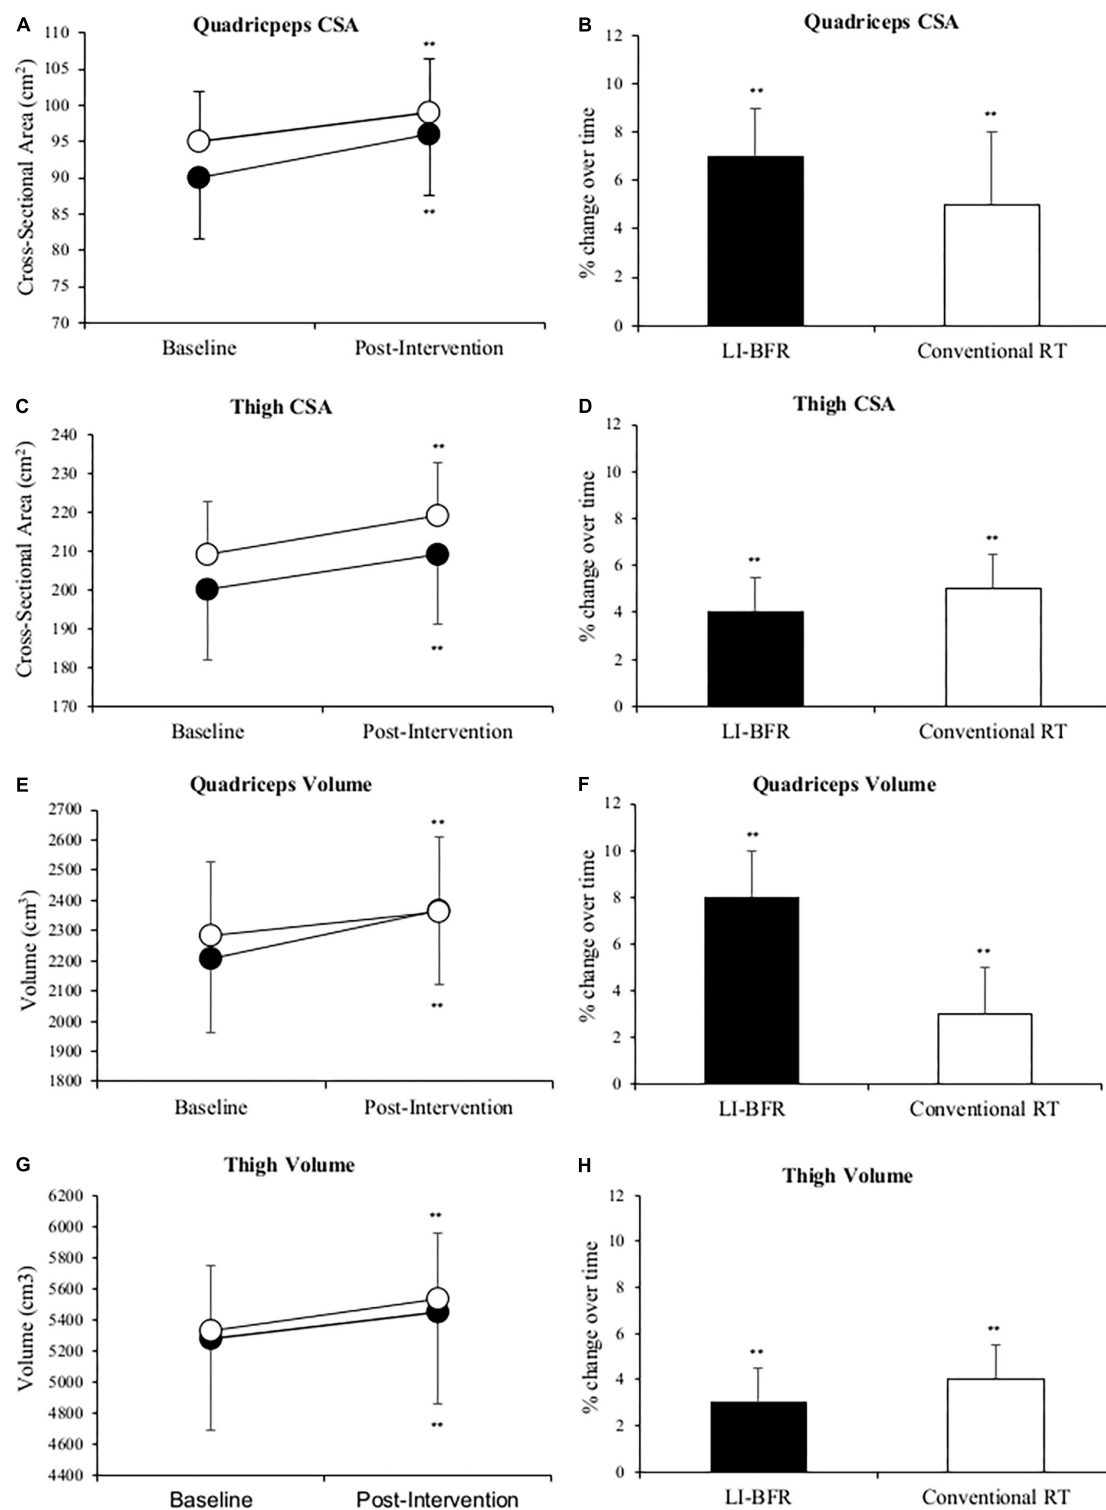 A
Quadricpeps CSA
Cross-Sectional Area (cm²)
110
105
100
95
90
85
80
75
70
**
**
Baseline
Post-Intervention
B
Quadriceps CSA
% change over time
12
10
8
6
4
2
0
**
**
LI-BFR
Conventional RT
C
Thigh CSA
Cross-Sectional Area (cm²)
240
230
220
210
200
190
180
170
**
**
Baseline
Post-Intervention
D
Thigh CSA
% change over time
12
10
8
6
4
2
0
**
**
LI-BFR
Conventional RT
E
Quadriceps Volume
Volume (cm³)
2700
2600
2500
2400
2300
2200
2100
2000
1900
1800
**
**
Baseline
Post-Intervention
F
Quadriceps Volume
% change over time
12
10
8
6
4
2
0
**
**
LI-BFR
Conventional RT
G
Thigh Volume
Volume (cm3)
6200
6000
5800
5600
5400
5200
5000
4800
4600
4400
**
**
Baseline
Post-Intervention
H
Thigh Volume
% change over time
12
10
8
6
4
2
0
**
**
LI-BFR
Conventional RT